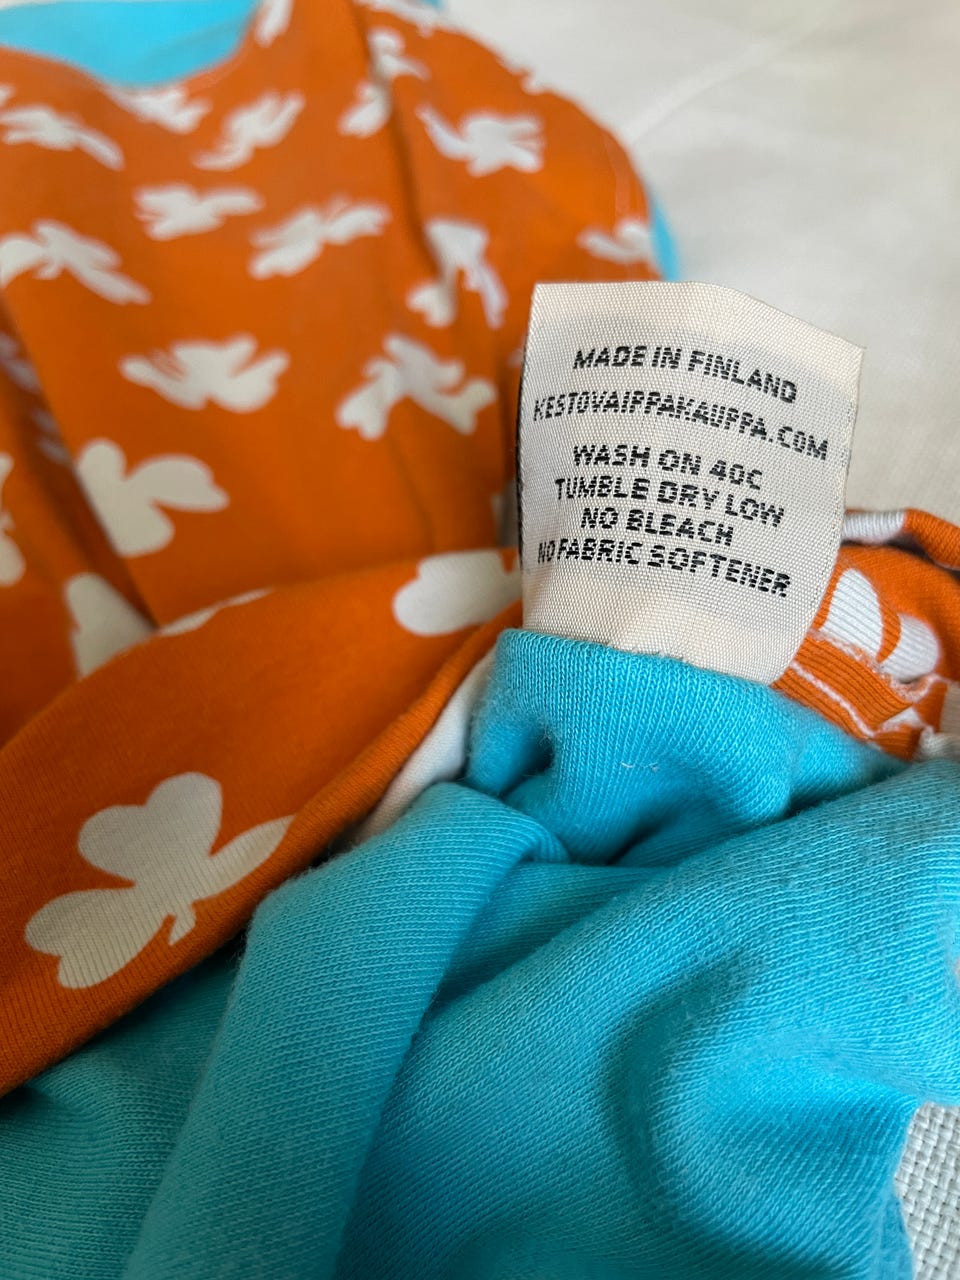 MADE IN FINLAND
KESTOVAIPPAKAUPPA.COM
WASH ON 40C
TUMBLE DRY LOW
NO BLEACH
NO FABRIC SOFTENER